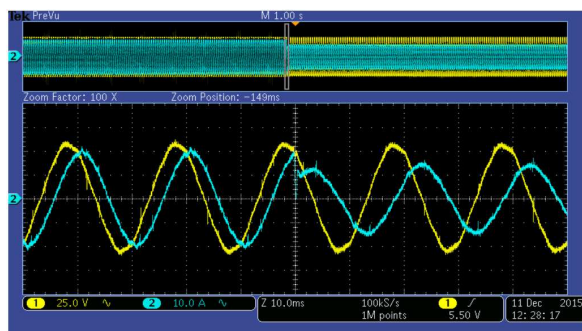 Tek PreVu M 1.00 s
2
Zoom Factor: 100 X Zoom Position: -149ms
2
1 25.0 V ∿ 2 10.0 A ∿ Z 10.0ms 100kS/s 1 ∫ 11 Dec 2015
1M points 5.50 V 12:28:17